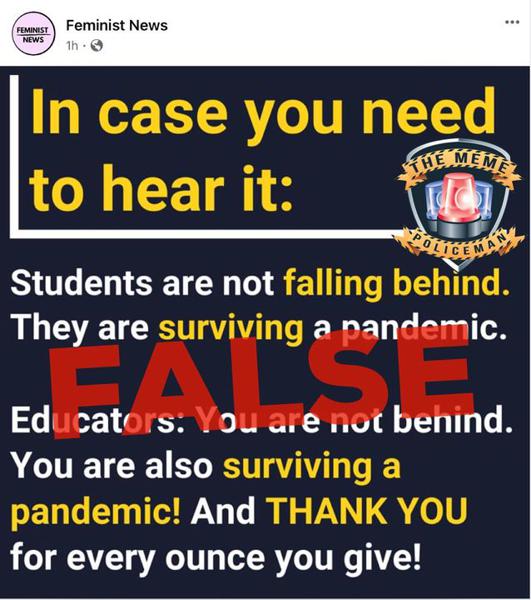 FEMINIST
NEWS
Feminist News
1h ·
In case you need
to hear it:
THE MEME
POLICEMAN
Students are not falling behind.
They are surviving a pandemic.
FALSE
Educators: You are not behind.
You are also surviving a
pandemic! And THANK YOU
for every ounce you give!